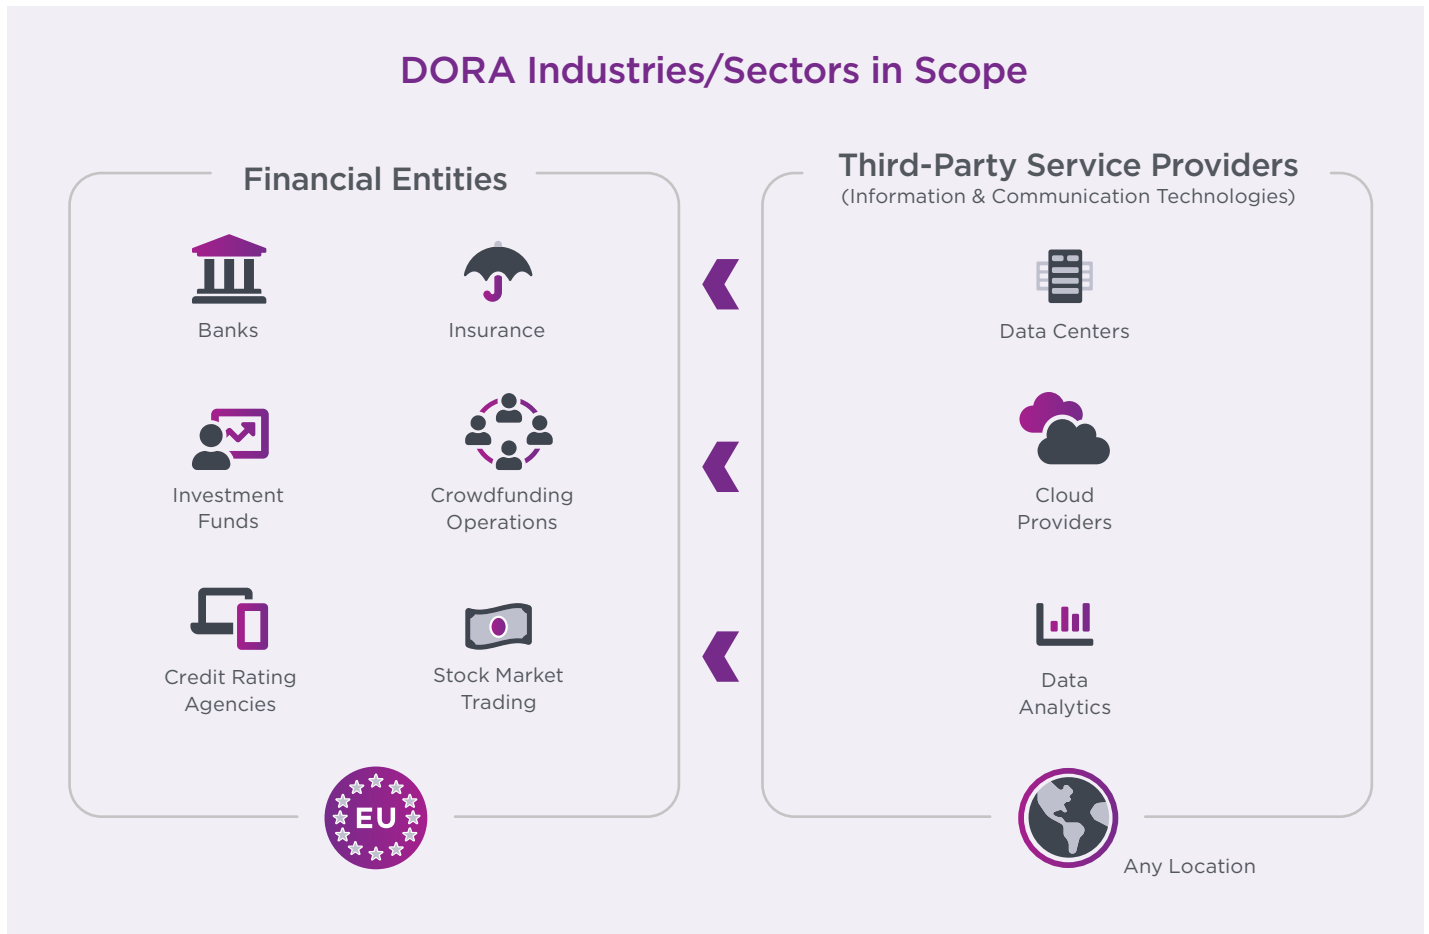 DORA Industries/Sectors in Scope
Financial Entities
Banks
Insurance
Investment
Funds
Crowdfunding
Operations
Credit Rating
Agencies
Stock Market
Trading
EU
Third-Party Service Providers
(Information & Communication Technologies)
Data Centers
Cloud
Providers
Data
Analytics
Any Location